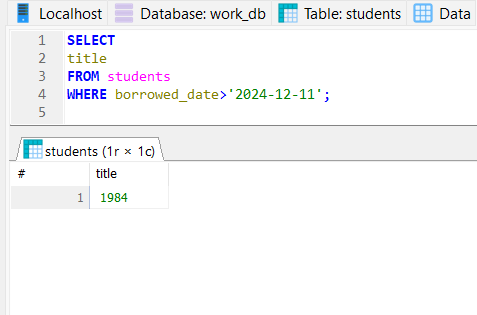 Localhost Database: work_db Table: students Data
1 SELECT
2 title
3 FROM students
4 WHERE borrowed_date>'2024-12-11';
5
students (1r × 1c)
# title
1 1984